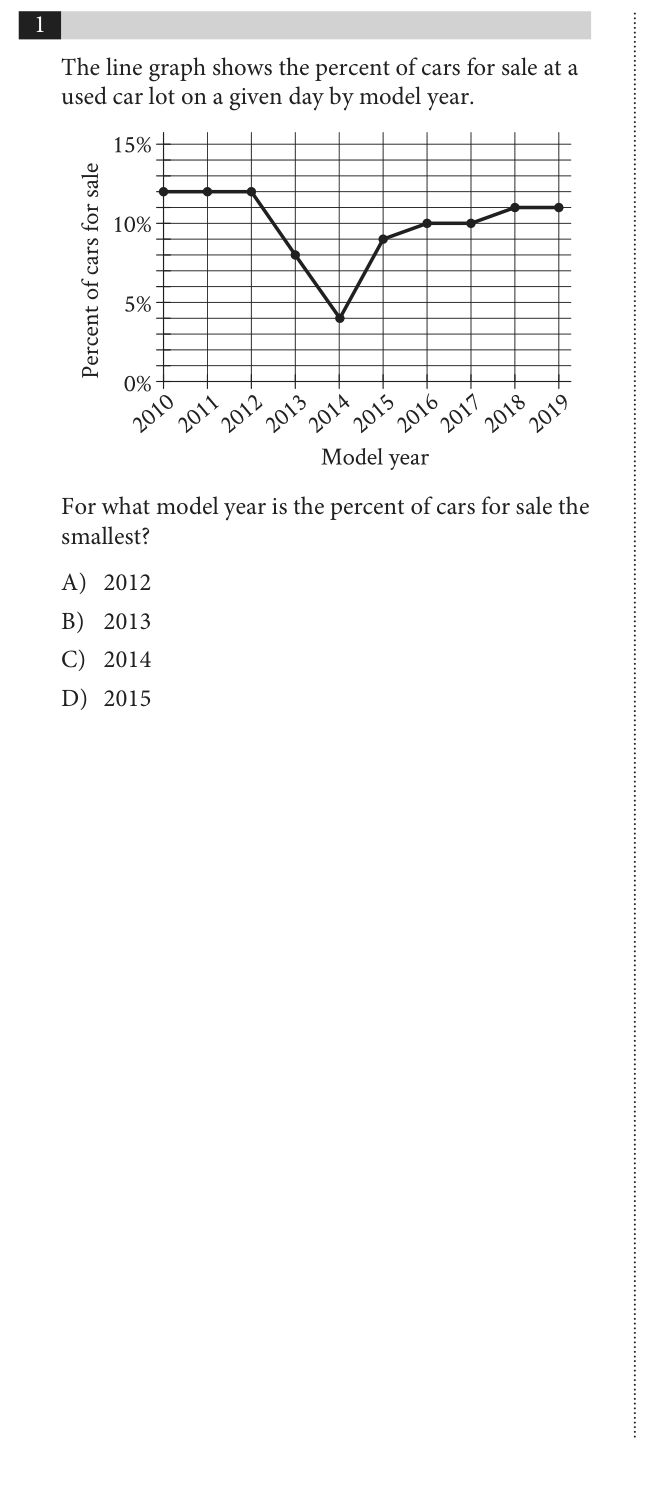 1
The line graph shows the percent of cars for sale at a
used car lot on a given day by model year.
Percent of cars for sale
15%
10%
5%
0%
2010
2011
2012
2013
2014
2015
2016
2017
2018
2019
Model year
For what model year is the percent of cars for sale the
smallest?
A) 2012
B) 2013
C) 2014
D) 2015